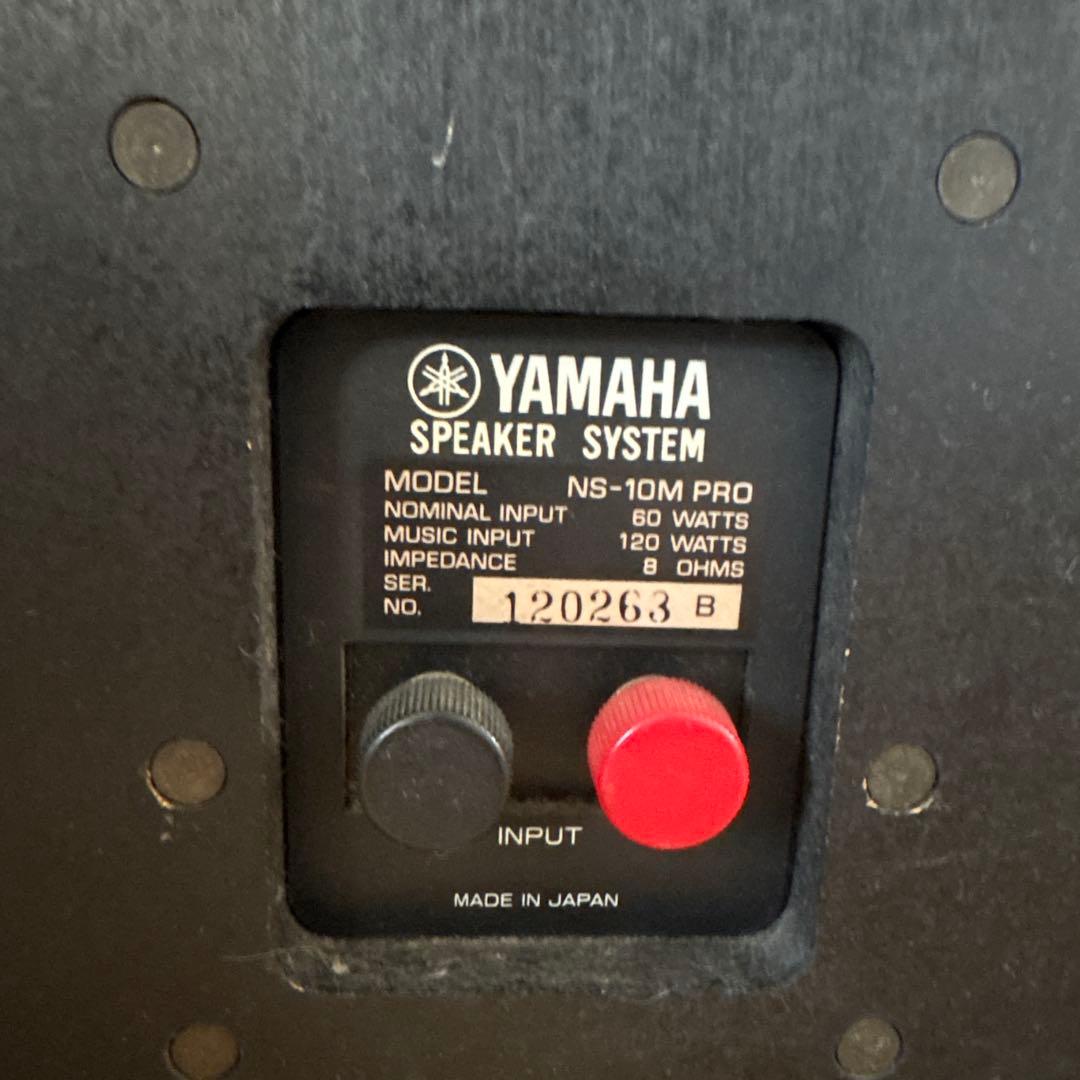 YAMAHA
SPEAKER SYSTEM
MODEL NS-10M PRO
NOMINAL INPUT 60 WATTS
MUSIC INPUT 120 WATTS
IMPEDANCE 8 OHMS
SER.
NO. 120263 B
INPUT
MADE IN JAPAN